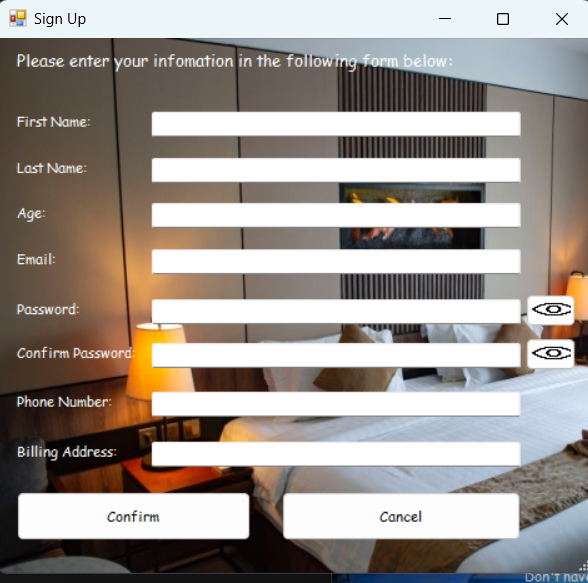 Sign Up
Please enter your infomation in the following form below:
First Name:
Last Name:
Age:
Email:
Password:
Confirm Password:
Phone Number:
Billing Address:
Confirm Cancel
Don't hav